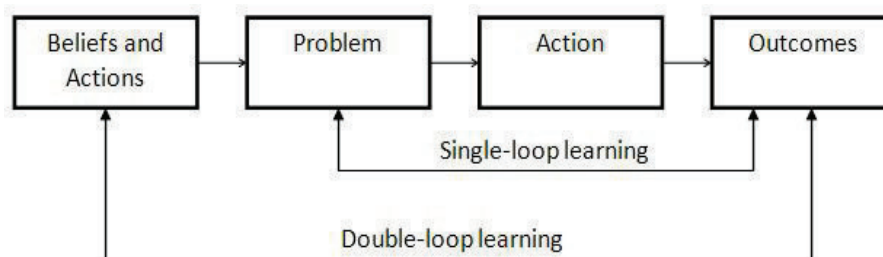 Beliefs and
Actions
Problem
Action
Outcomes
Single-loop learning
Double-loop learning